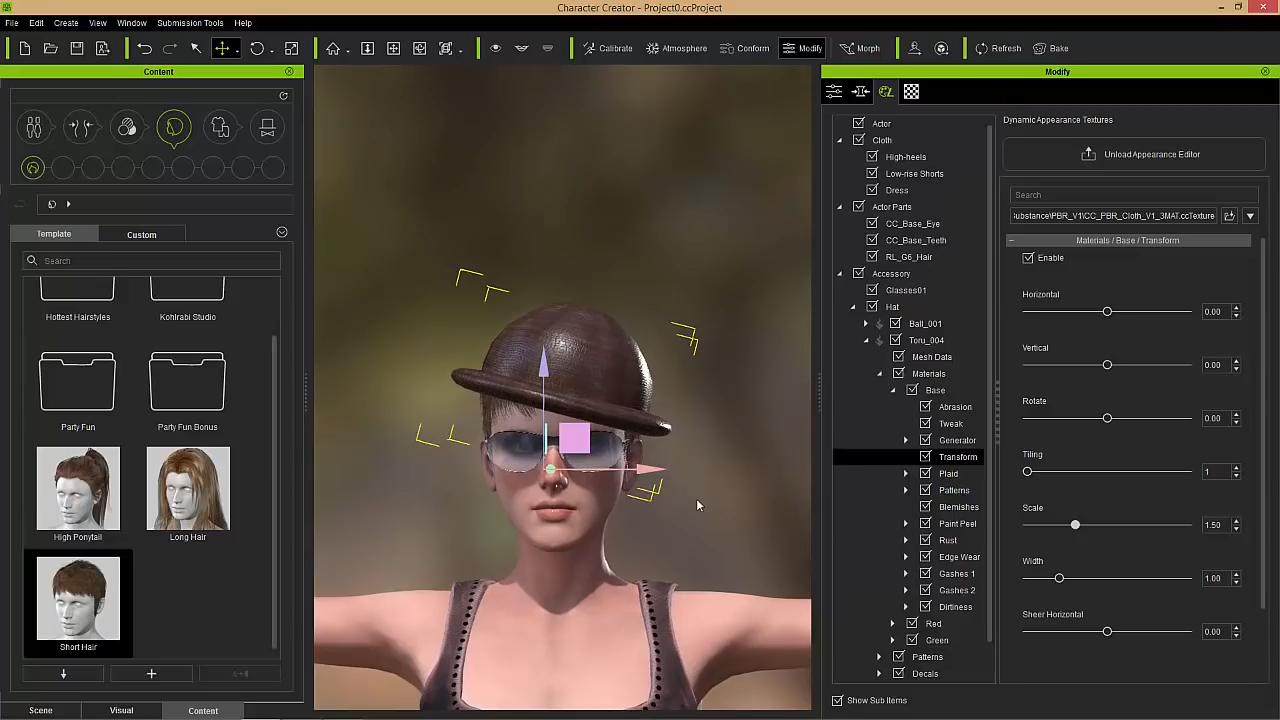 Character Creator - Project0.ccProject
File Edit Create View Window Submission Tools Help
Calibrate Atmosphere Conform Modify Morph Refresh Bake
Content
Template Custom
Search
Hottest Hairstyles Kohlrabi Studio
Party Fun Party Fun Bonus
High Ponytail Long Hair
Short Hair
Scene Visual Content
Modify
Actor
Cloth
High-heels
Low-rise Shorts
Dress
Actor Parts
CC_Base_Eye
CC_Base_Teeth
RL_G6_Hair
Accessory
Glasses01
Hat
Ball_001
Toru_004
Mesh Data
Materials
Base
Abrasion
Tweak
Generator
Transform
Plaid
Patterns
Blemishes
Paint Peel
Rust
Edge Wear
Gashes 1
Gashes 2
Dirtiness
Red
Green
Patterns
Decals
Show Sub Items
Dynamic Appearance Textures
Unload Appearance Editor
Search
\PBR_V1\CC_PBR_Cloth_V1_3MAT.ccTexture
Materials / Base / Transform
Enable
Horizontal
0.00
Vertical
0.00
Rotate
0.00
Tiling
1
Scale
1.50
Width
1.00
Sheer Horizontal
0.00